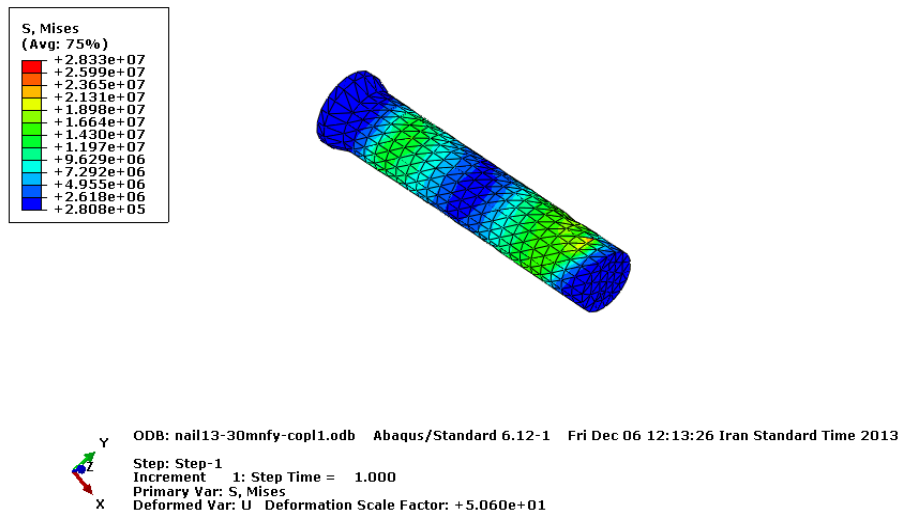 S, Mises
(Avg: 75%)
+2.833e+07
+2.599e+07
+2.365e+07
+2.131e+07
+1.898e+07
+1.664e+07
+1.430e+07
+1.197e+07
+9.629e+06
+7.292e+06
+4.955e+06
+2.618e+06
+2.808e+05
Y
Z
X
ODB: nail13-30mnfy-copl1.odb Abaqus/Standard 6.12-1 Fri Dec 06 12:13:26 Iran Standard Time 2013
Step: Step-1
Increment 1: Step Time = 1.000
Primary Var: S, Mises
Deformed Var: U Deformation Scale Factor: +5.060e+01